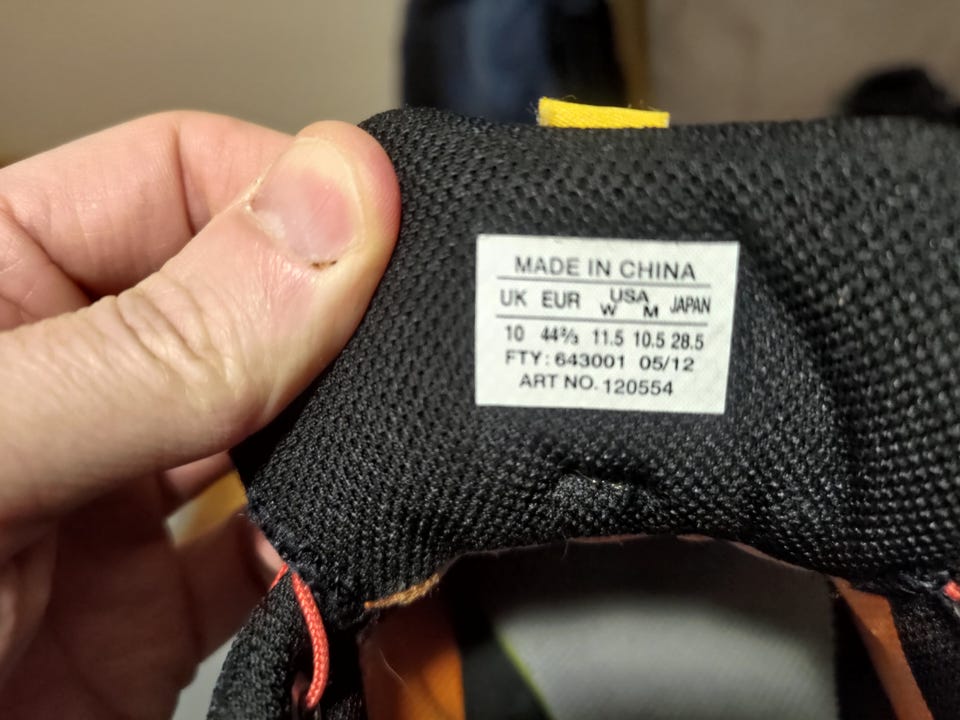 MADE IN CHINA
UK EUR USA W M JAPAN
10 44⅔ 11.5 10.5 28.5
FTY: 643001 05/12
ART NO. 120554